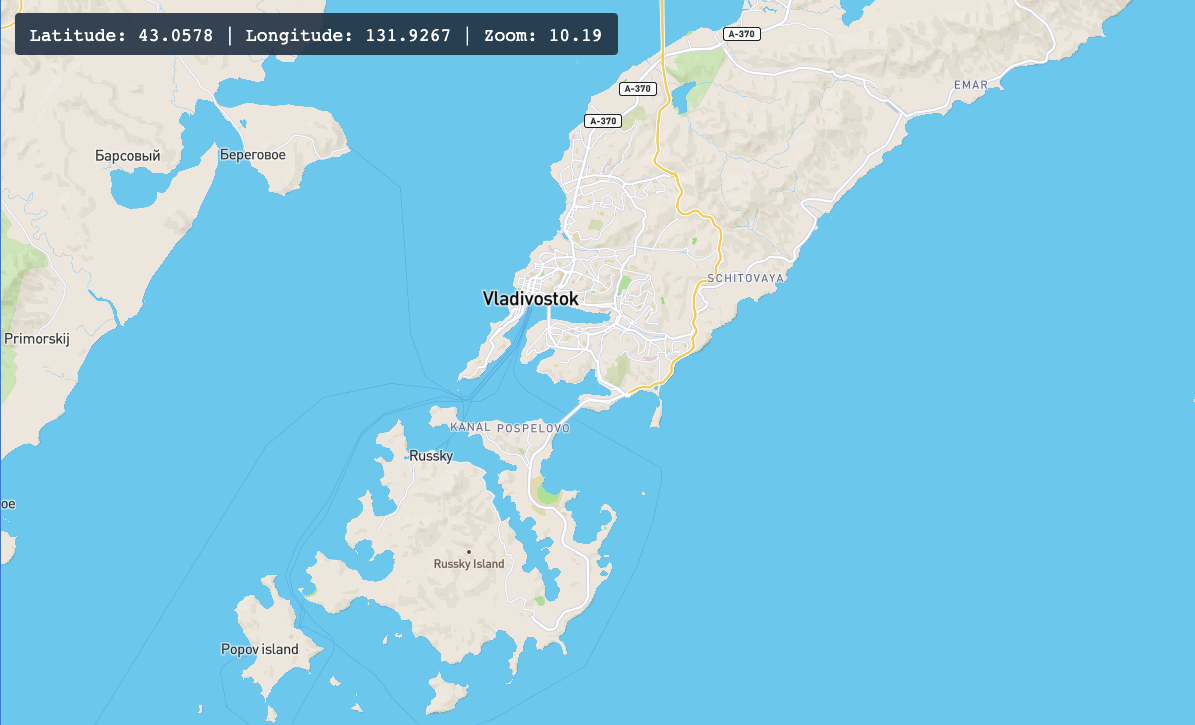 Latitude: 43.0578 | Longitude: 131.9267 | Zoom: 10.19
A-370
EMAR
A-370
A-370
Барсовый
Береговое
SCHITOVAYA
Vladivostok
Primorskij
KANAL POSPELOVO
Russky
ое
Russky Island
Popov island